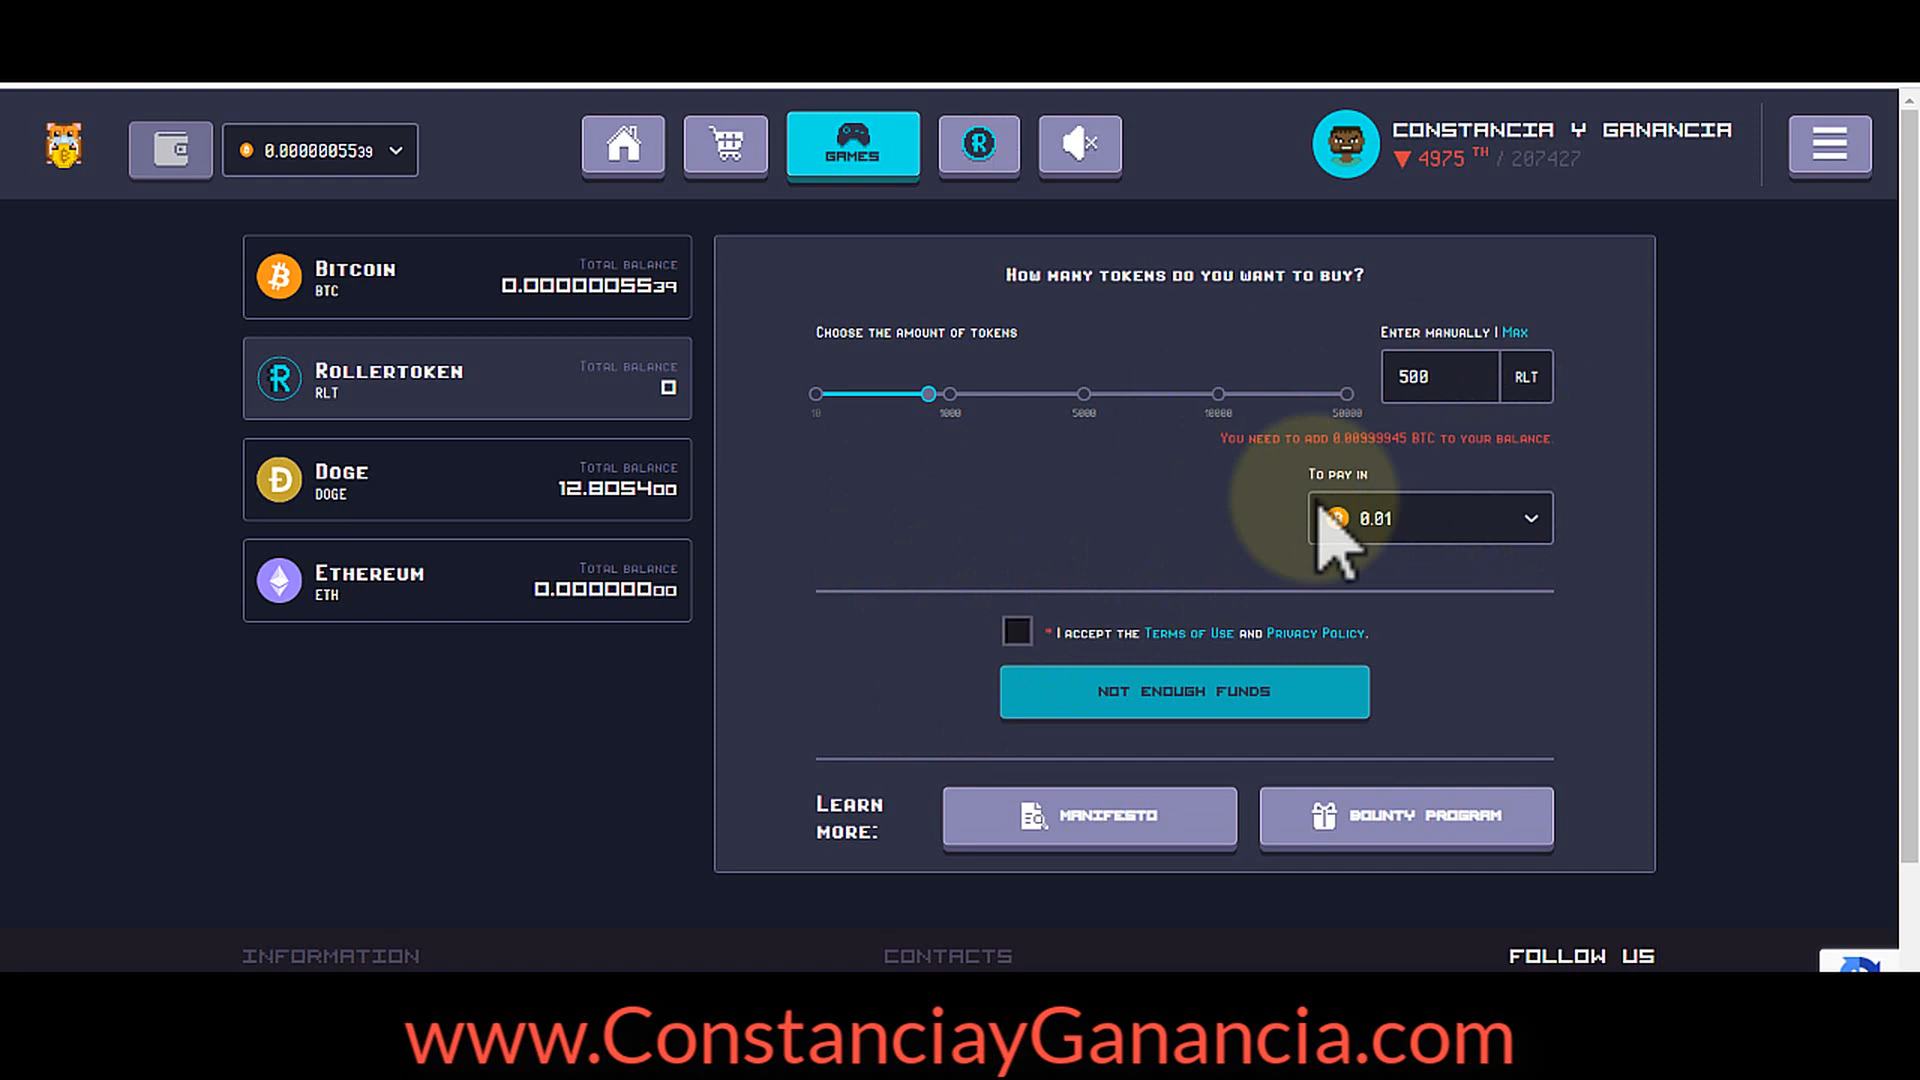 0.0000005539
GAMES
CONSTANCIA Y GANANCIA
4975 TH / 207427
BITCOIN
BTC
TOTAL BALANCE
0.0000005539
ROLLERTOKEN
RLT
TOTAL BALANCE
0
DOGE
DOGE
TOTAL BALANCE
12.805400
ETHEREUM
ETH
TOTAL BALANCE
0.00000000
HOW MANY TOKENS DO YOU WANT TO BUY?
CHOOSE THE AMOUNT OF TOKENS
ENTER MANUALLY | MAX
500 RLT
10 1000 5000 10000 50000
YOU NEED TO ADD 0.00999945 BTC TO YOUR BALANCE.
TO PAY IN
0.01
* I ACCEPT THE TERMS OF USE AND PRIVACY POLICY.
NOT ENOUGH FUNDS
LEARN
MORE:
MANIFESTO
BOUNTY PROGRAM
INFORMATION
CONTACTS
FOLLOW US
www.ConstanciayGanancia.com